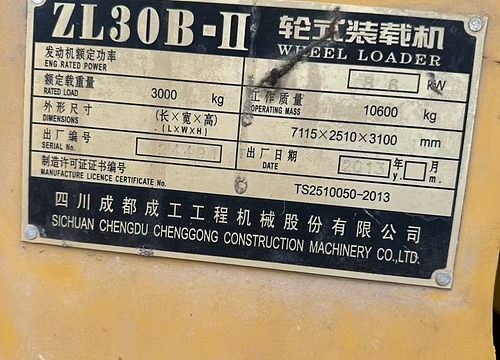 ZL30B-II 轮式装载机
WHEEL LOADER
发动机额定功率 kW
ENG RATED POWER
额定载重量 3000 kg 工作质量 10600 kg
RATED LOAD OPERATING MASS
外形尺寸 (长×宽×高) 7115×2510×3100 mm
DIMENSIONS (L×W×H)
出厂编号 出厂日期 2013 年 月
SERIAL No. DATE y. m.
制造许可证证书编号 TS2510050-2013
MANUFACTURE LICENCE CERTIFICATE No.
四川成都成工工程机械股份有限公司
SICHUAN CHENGDU CHENGGONG CONSTRUCTION MACHINERY CO.,LTD.